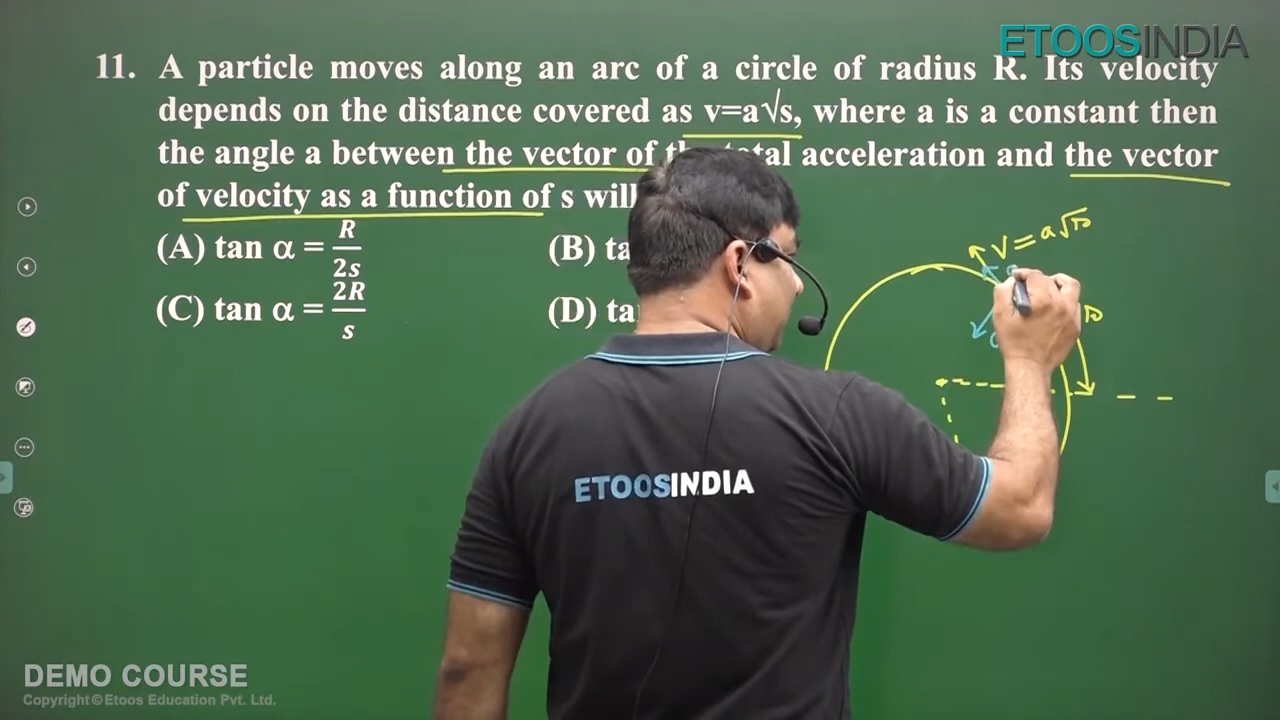 ETOOSINDIA
11. A particle moves along an arc of a circle of radius R. Its velocity
depends on the distance covered as v=a√s, where a is a constant then
the angle a between the vector of total acceleration and the vector
of velocity as a function of s will
(A) tan α = R/2s
(B)
(C) tan α = 2R/s
(D)
V = a√s
s
ETOOSINDIA
DEMO COURSE
Copyright©Etoos Education Pvt. Ltd.